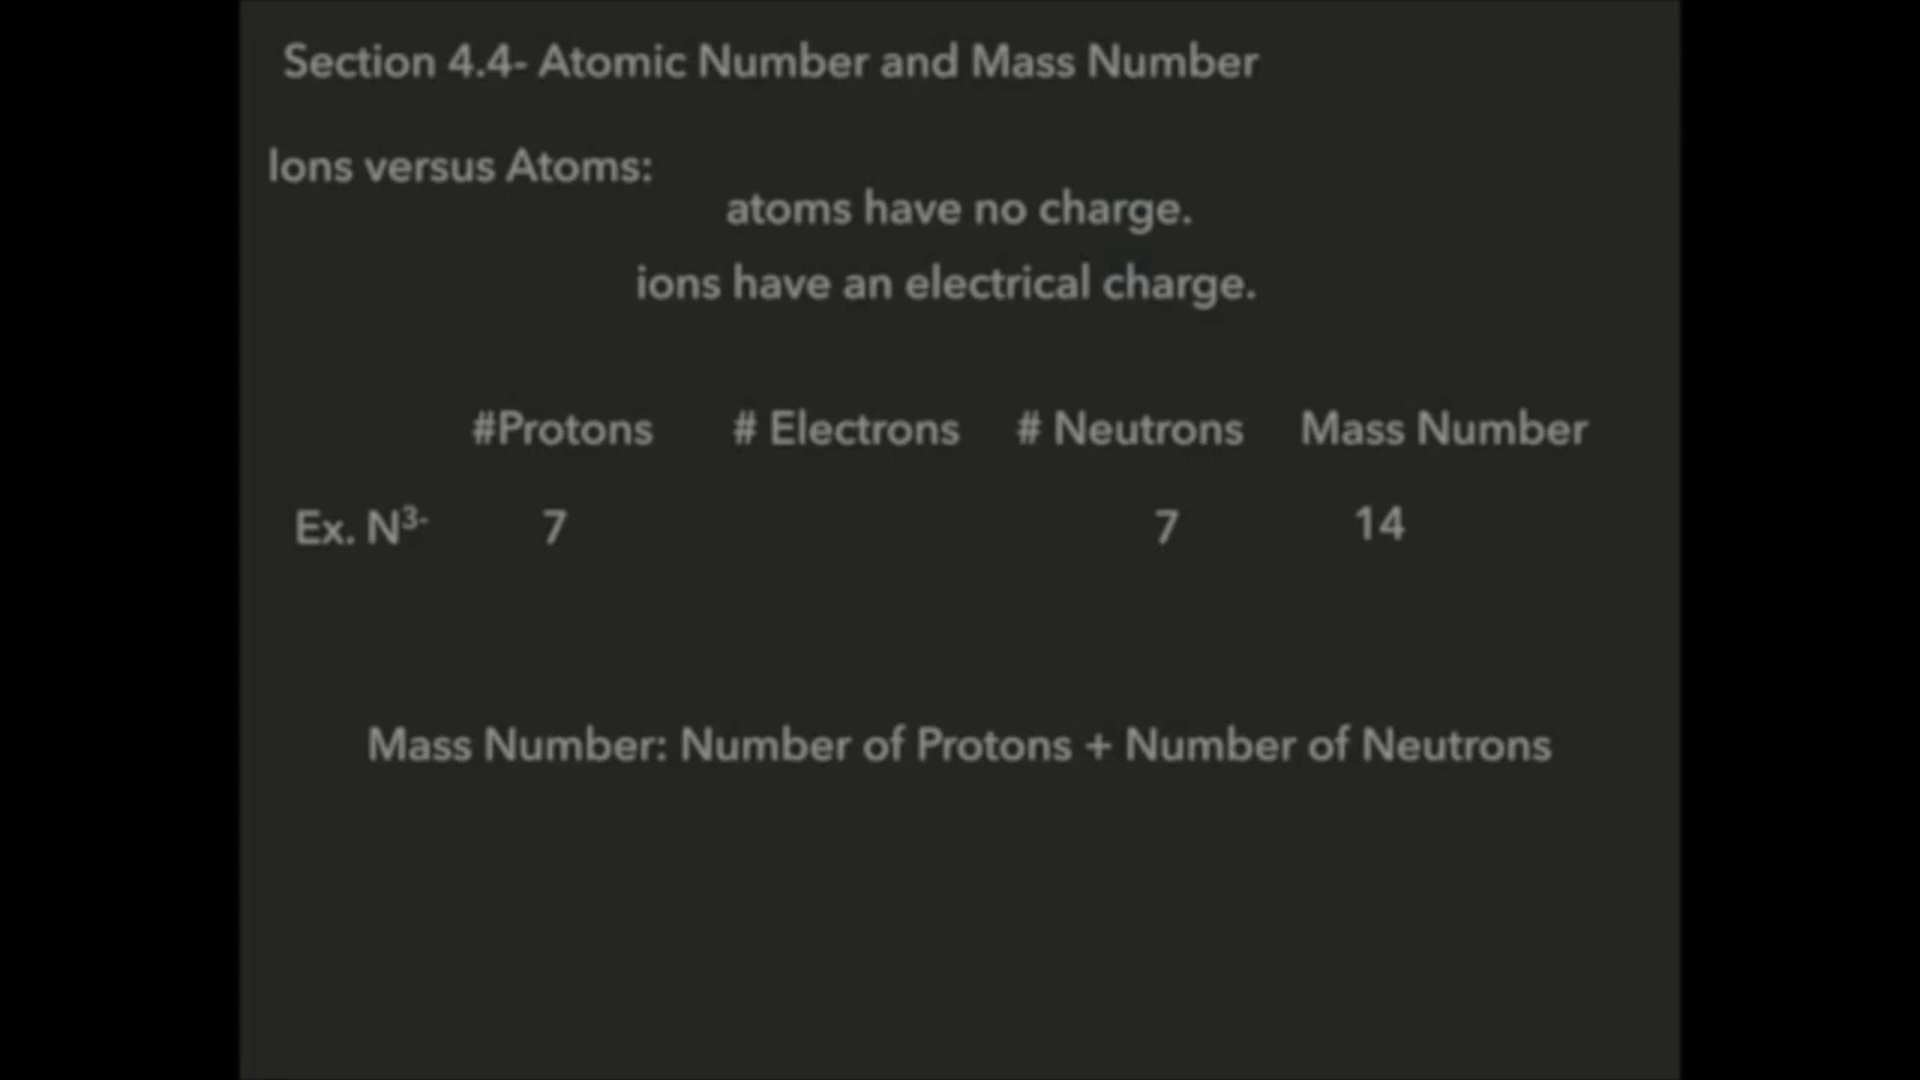 Section 4.4- Atomic Number and Mass Number
Ions versus Atoms:
atoms have no charge.
ions have an electrical charge.
#Protons # Electrons # Neutrons Mass Number
Ex. N³⁻ 7 7 14
Mass Number: Number of Protons + Number of Neutrons